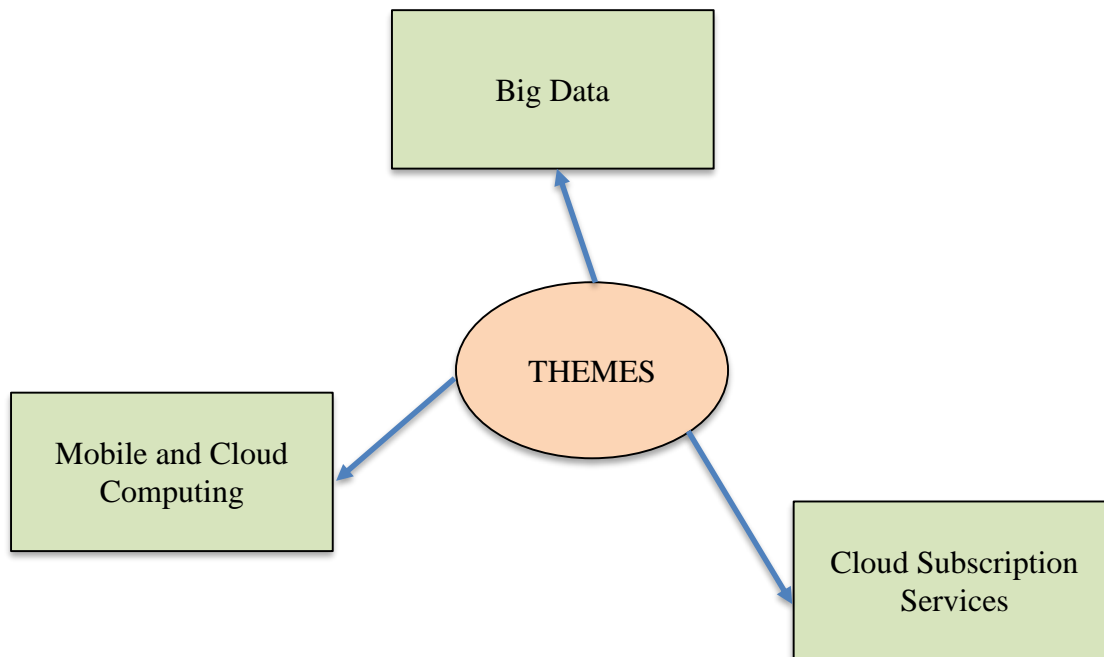 Big Data
THEMES
Mobile and Cloud
Computing
Cloud Subscription
Services